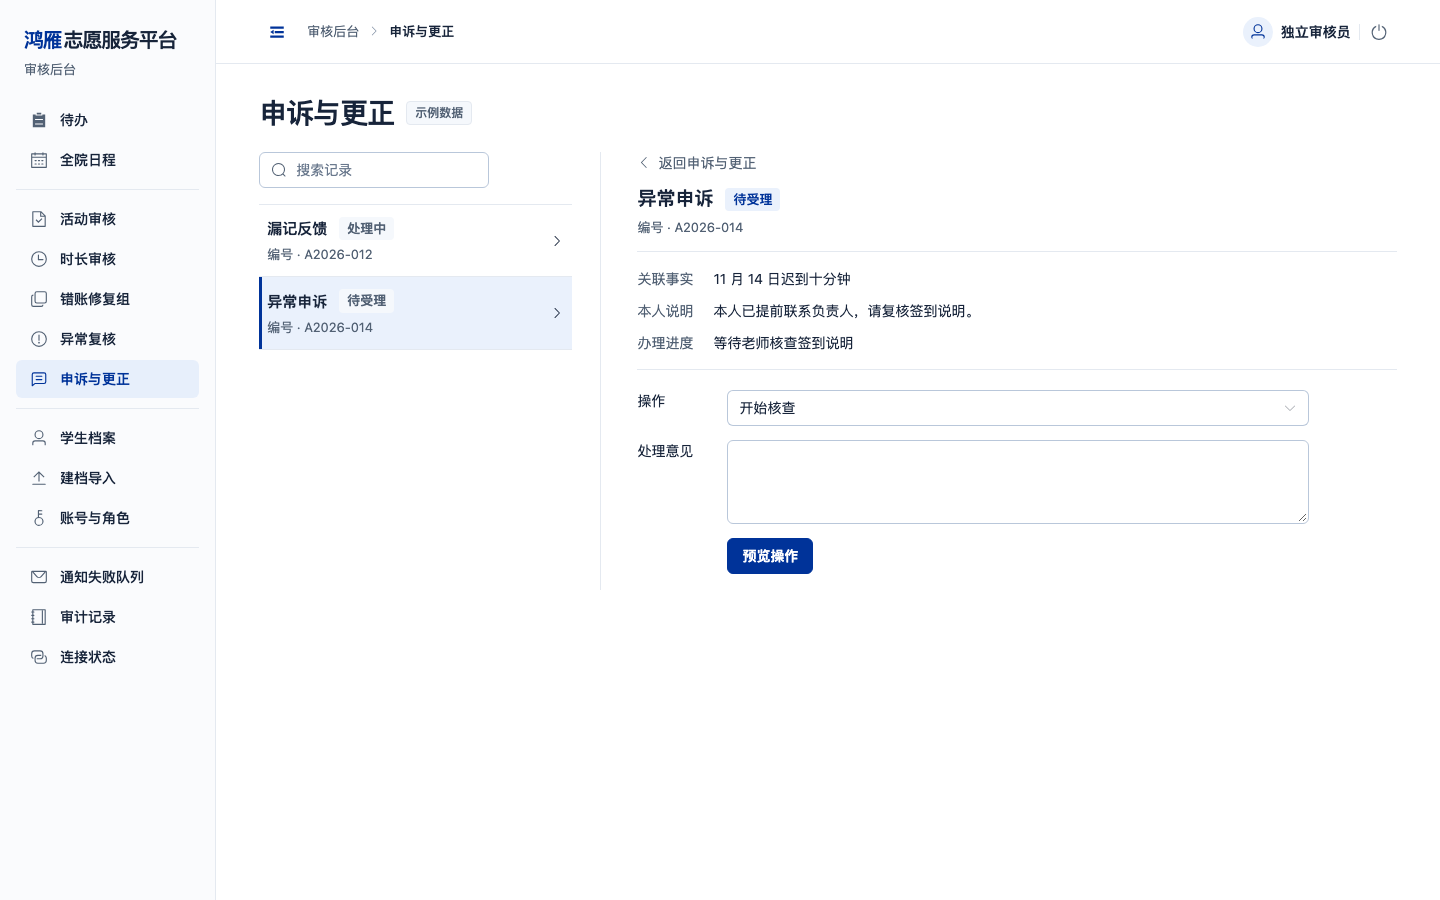 鸿雁志愿服务平台
审核后台
待办
全院日程
活动审核
时长审核
错账修复组
异常复核
申诉与更正
学生档案
建档导入
账号与角色
通知失败队列
审计记录
连接状态
审核后台 > 申诉与更正
独立审核员
申诉与更正 示例数据
搜索记录
漏记反馈 处理中
编号 · A2026-012
异常申诉 待受理
编号 · A2026-014
返回申诉与更正
异常申诉 待受理
编号 · A2026-014
关联事实 11 月 14 日迟到十分钟
本人说明 本人已提前联系负责人，请复核签到说明。
办理进度 等待老师核查签到说明
操作 开始核查
处理意见
预览操作